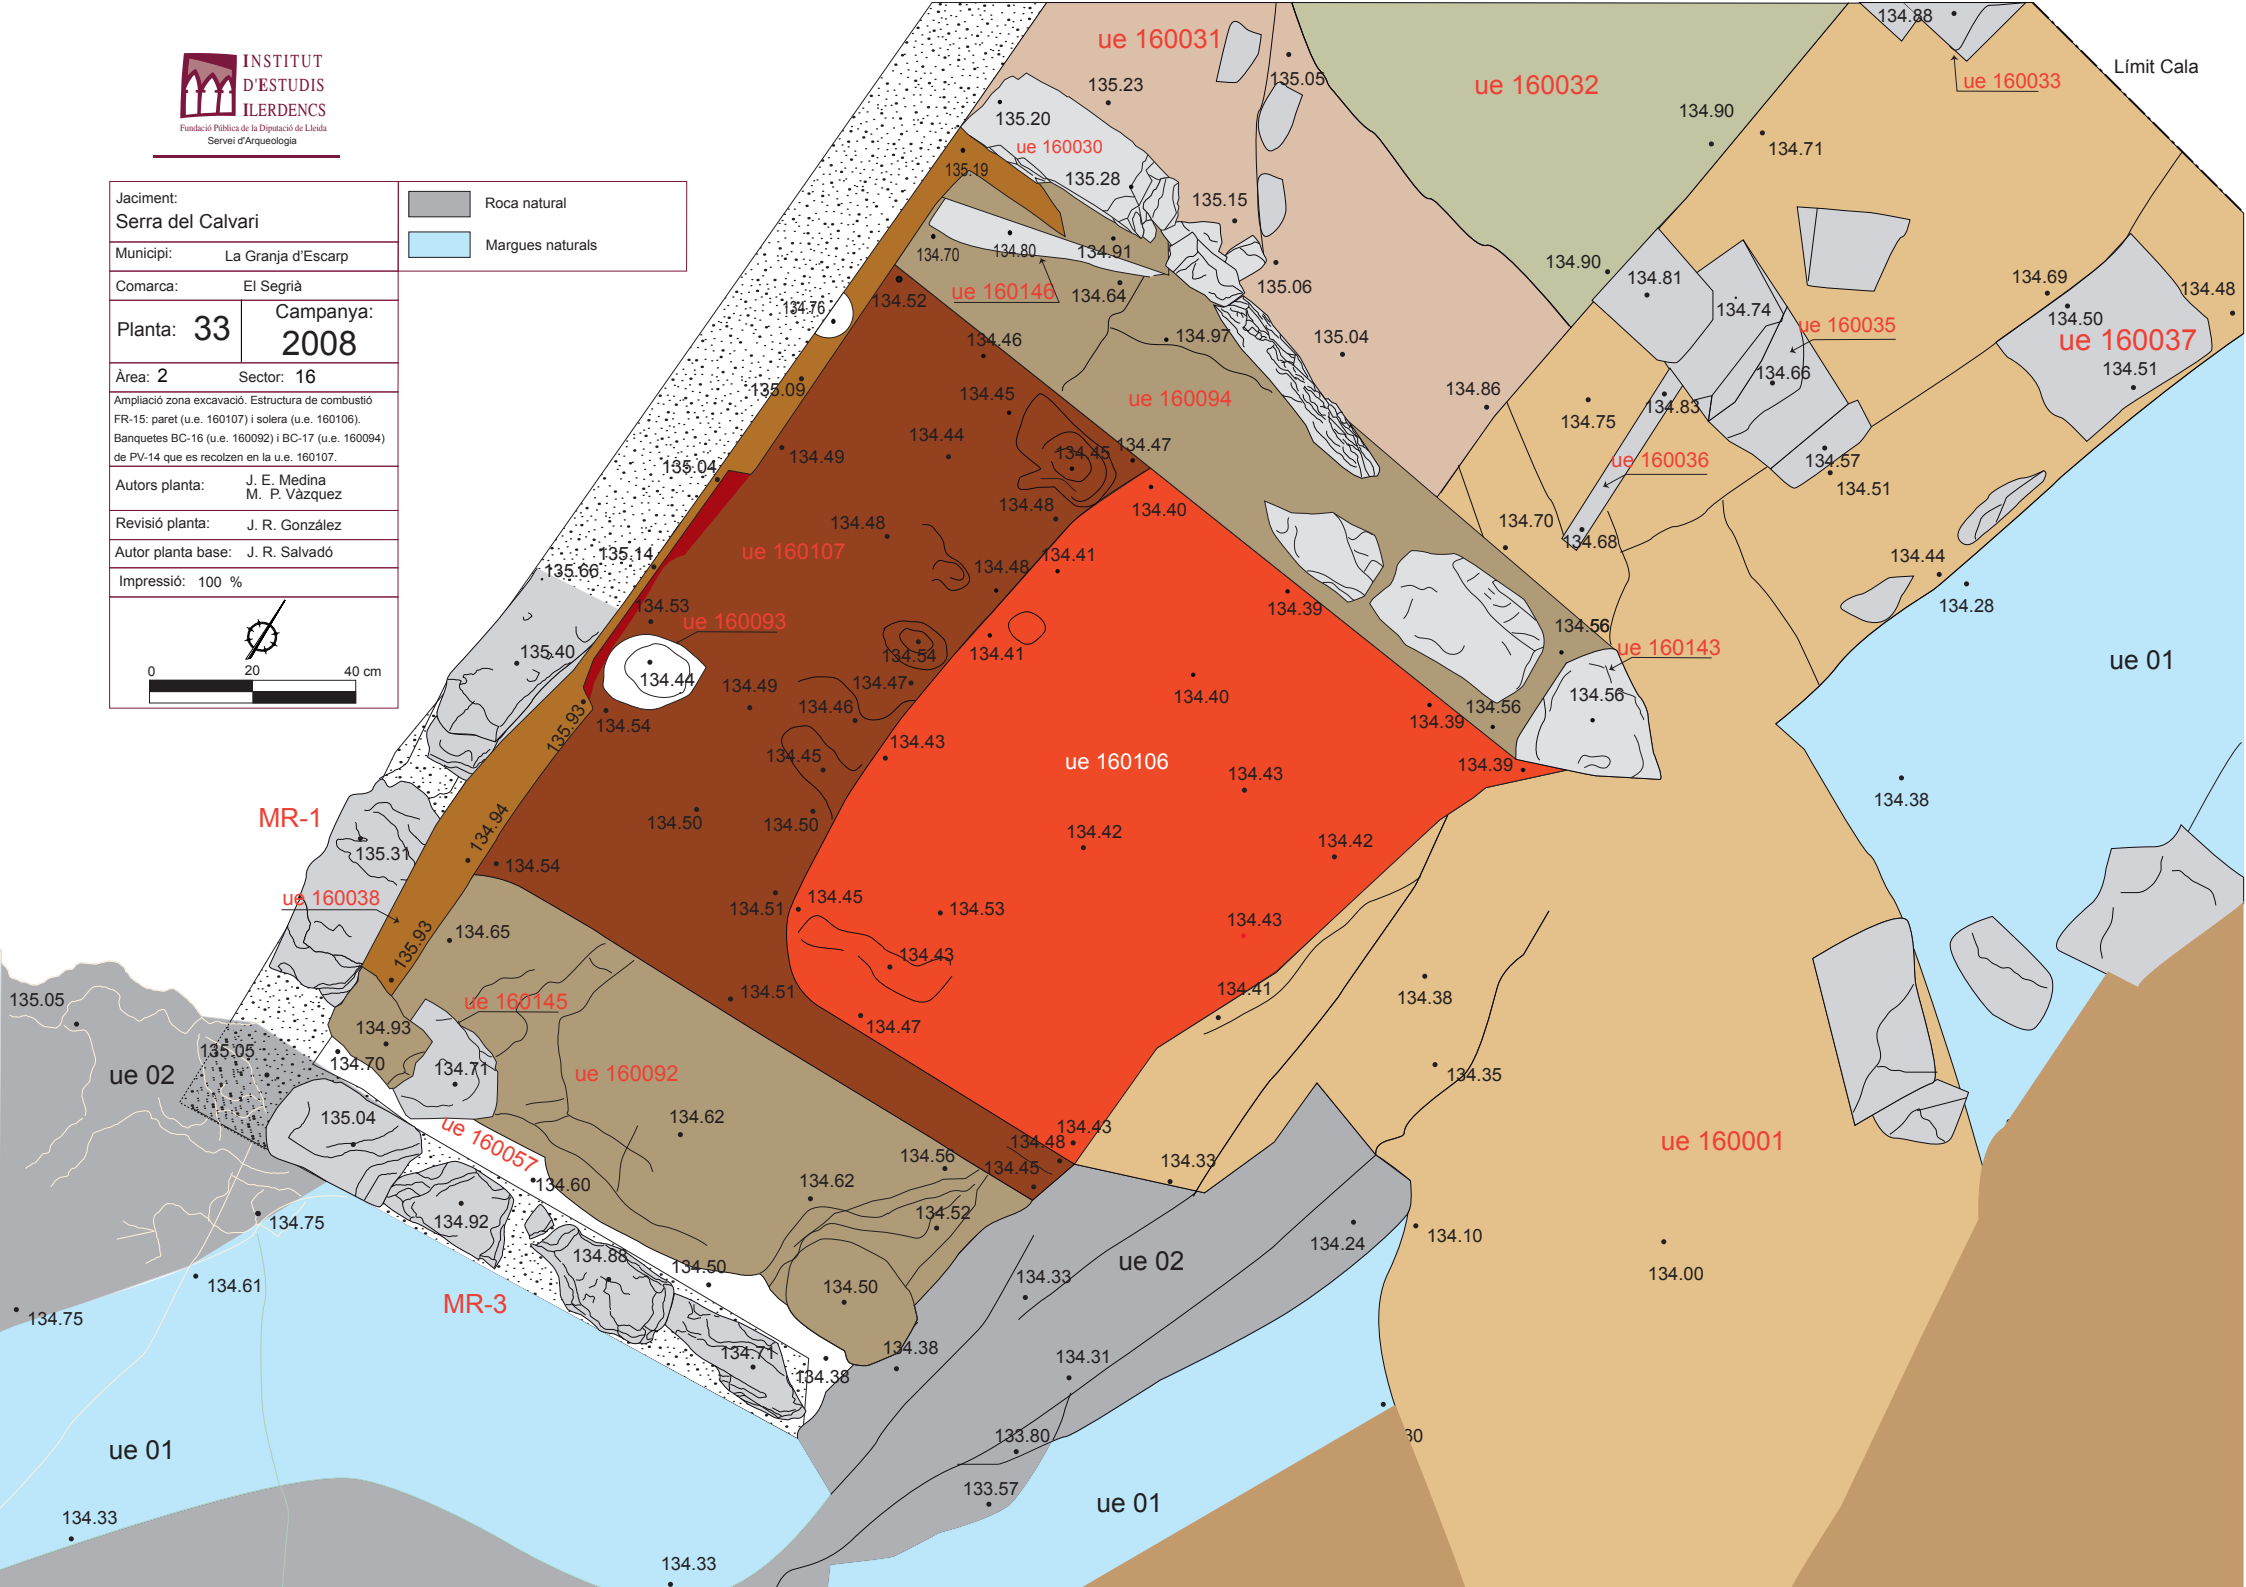 INSTITUT
D'ESTUDIS
ILERDENCS
Fundació Pública de la Diputació de Lleida
Servei d'Arqueologia
Jaciment:
Serra del Calvari
Municipi: La Granja d'Escarp
Comarca: El Segrià
Planta: 33 Campanya:
2008
Àrea: 2 Sector: 16
Ampliació zona excavació. Estructura de combustió
FR-15: paret (u.e. 160107) i solera (u.e. 160106).
Banquetes BC-16 (u.e. 160092) i BC-17 (u.e. 160094)
de PV-14 que es recolzen en la u.e. 160107.
Autors planta: J. E. Medina
M. P. Vàzquez
Revisió planta: J. R. González
Autor planta base: J. R. Salvadó
Impressió: 100 %
0 20 40 cm
Roca natural
Margues naturals
Límit Cala
ue 160031
134.88
ue 160033
135.05
135.23
ue 160032
135.20
134.90
ue 160030
134.71
135.19
135.28
135.15
134.70
134.80
134.91
134.90
134.81
134.69
134.48
ue 160146
134.64
135.06
134.52
134.76
134.74
134.50
ue 160035
ue 160037
134.46
134.97
135.04
134.66
134.51
135.09
134.45
ue 160094
134.86
134.83
134.75
134.44
134.47
134.45
134.49
135.04
ue 160036
134.57
134.51
134.48
134.40
134.48
134.70
134.68
ue 160107
135.14
135.66
134.41
134.48
134.44
134.53
134.39
134.28
ue 160093
134.56
ue 160143
135.40
134.54
134.41
ue 01
134.44
134.49
134.47
134.40
134.56
134.46
134.56
134.39
135.93
134.54
134.43
134.45
ue 160106
134.39
134.43
134.38
MR-1
134.94
134.50
134.50
134.42
134.42
135.31
134.54
ue 160038
134.51
134.45
134.53
134.43
134.65
135.93
134.43
134.51
134.41
134.38
135.05
ue 160145
134.93
134.47
135.05
134.70
134.71
ue 02
ue 160092
134.35
135.04
134.62
134.43
134.48
ue 160057
134.56
134.45
134.33
ue 160001
134.60
134.62
134.75
134.92
134.52
134.10
134.24
134.88
134.50
ue 02
134.00
134.61
134.50
134.33
MR-3
134.75
134.71
134.38
134.38
134.31
133.80
30
ue 01
133.57
ue 01
134.33
134.33